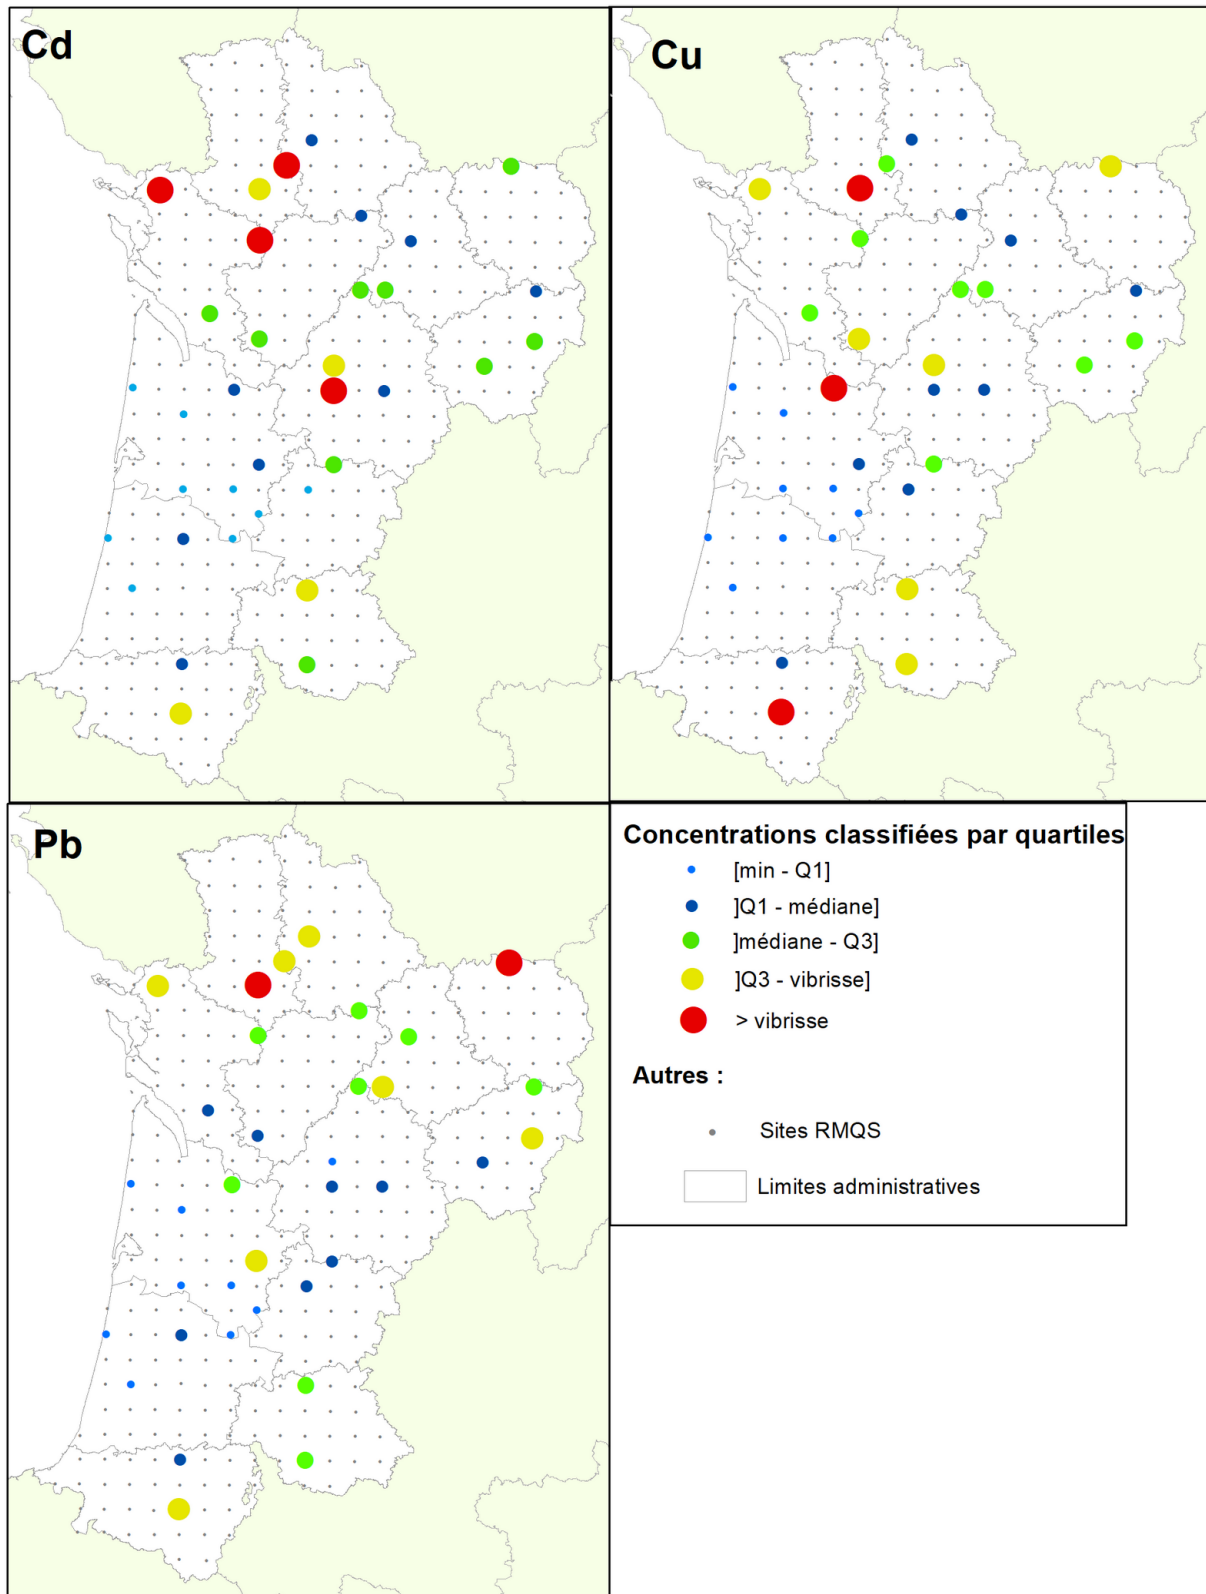 Cd
Cu
Pb
Concentrations classifiées par quartiles
[min - Q1]
]Q1 - médiane]
]médiane - Q3]
]Q3 - vibrisse]
> vibrisse
Autres :
Sites RMQS
Limites administratives